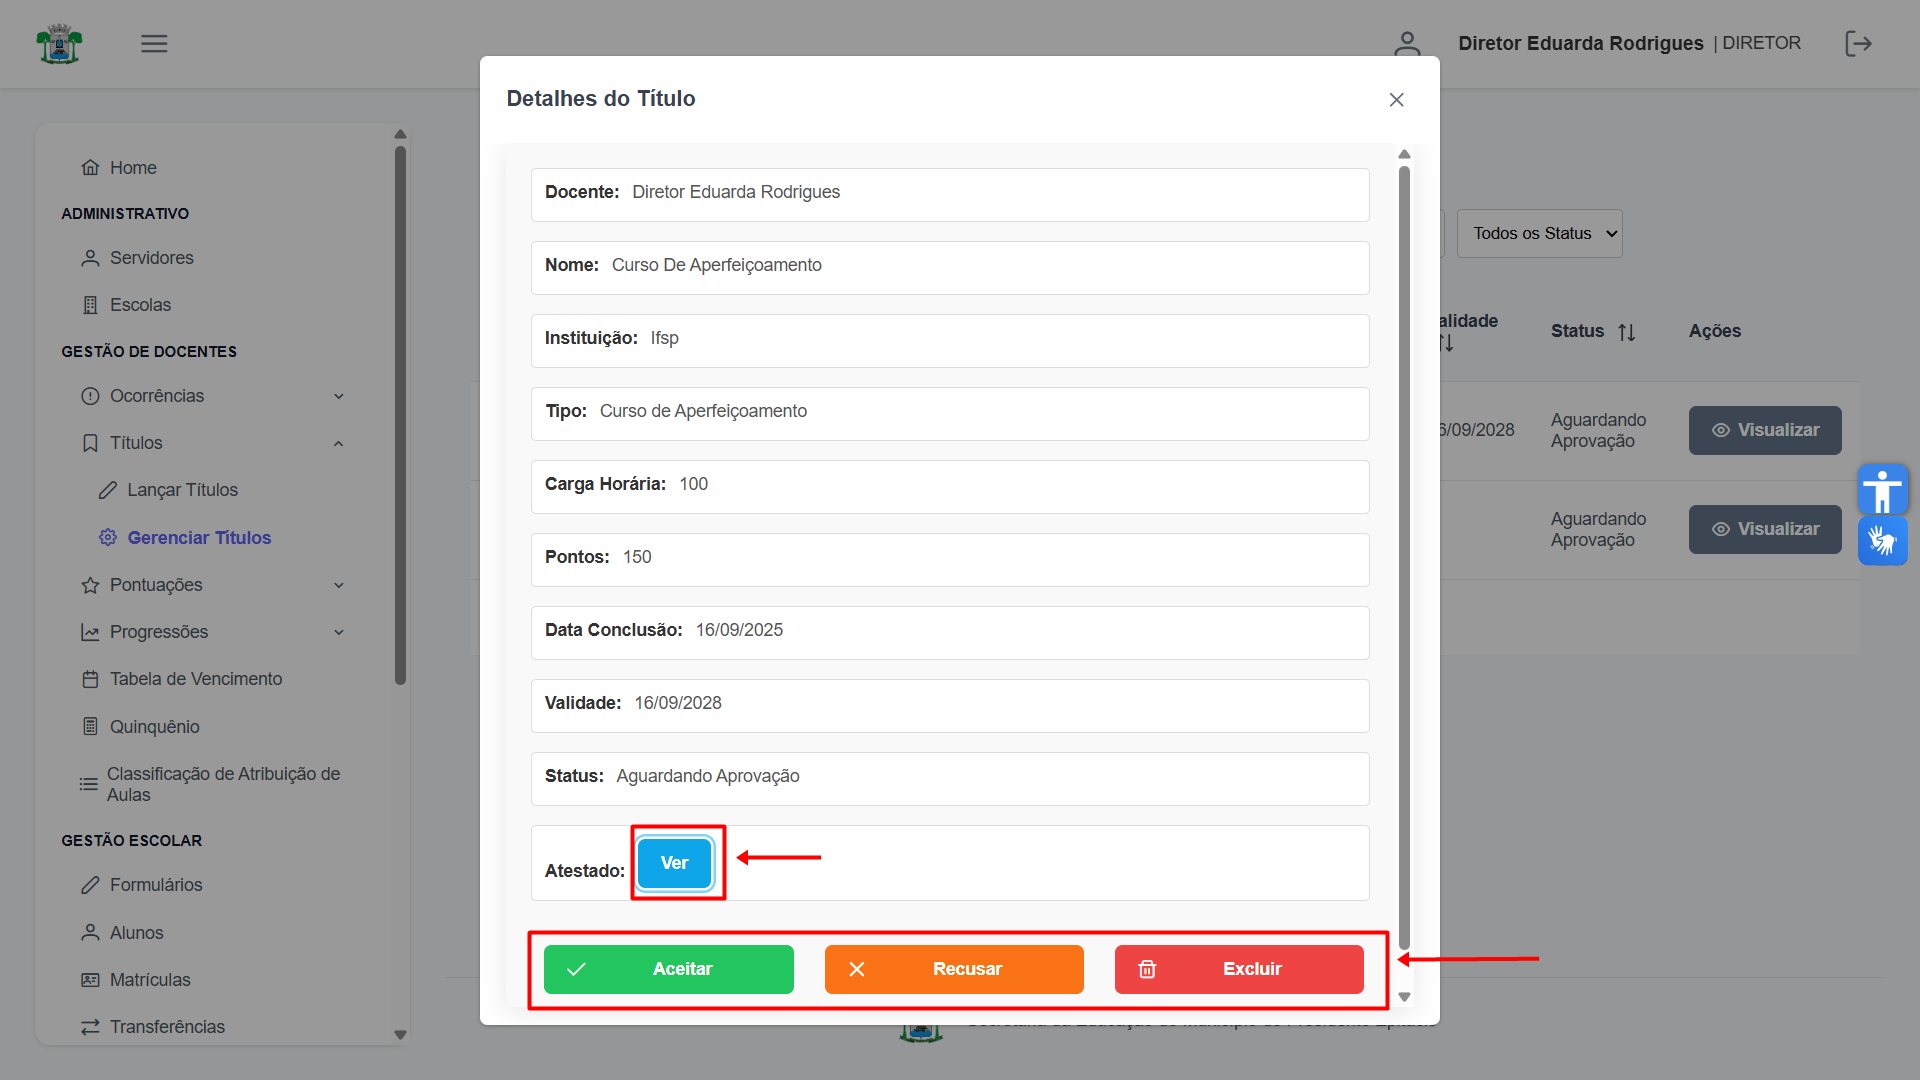 Diretor Eduarda Rodrigues | DIRETOR
Home
ADMINISTRATIVO
Servidores
Escolas
GESTÃO DE DOCENTES
Ocorrências
Títulos
Lançar Títulos
Gerenciar Títulos
Pontuações
Progressões
Tabela de Vencimento
Quinquênio
Classificação de Atribuição de
Aulas
GESTÃO ESCOLAR
Formulários
Alunos
Matrículas
Transferências
Detalhes do Título
Docente: Diretor Eduarda Rodrigues
Nome: Curso De Aperfeiçoamento
Instituição: Ifsp
Tipo: Curso de Aperfeiçoamento
Carga Horária: 100
Pontos: 150
Data Conclusão: 16/09/2025
Validade: 16/09/2028
Status: Aguardando Aprovação
Atestado: Ver
Aceitar
Recusar
Excluir
Todos os Status
alidade
Status
Ações
6/09/2028
Aguardando
Aprovação
Visualizar
Aguardando
Aprovação
Visualizar